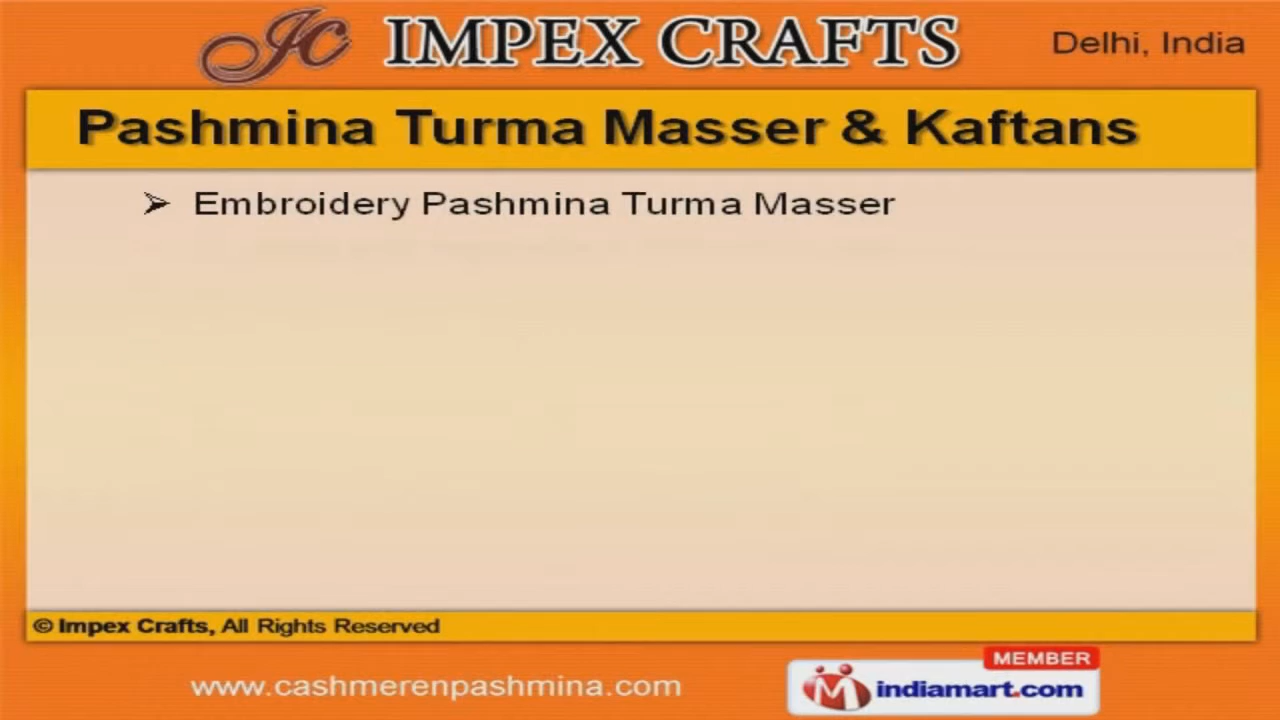 IC IMPEX CRAFTS
Delhi, India
Pashmina Turma Masser & Kaftans
➢ Embroidery Pashmina Turma Masser
© Impex Crafts, All Rights Reserved
www.cashmerenpashmina.com
MEMBER
indiamart.com